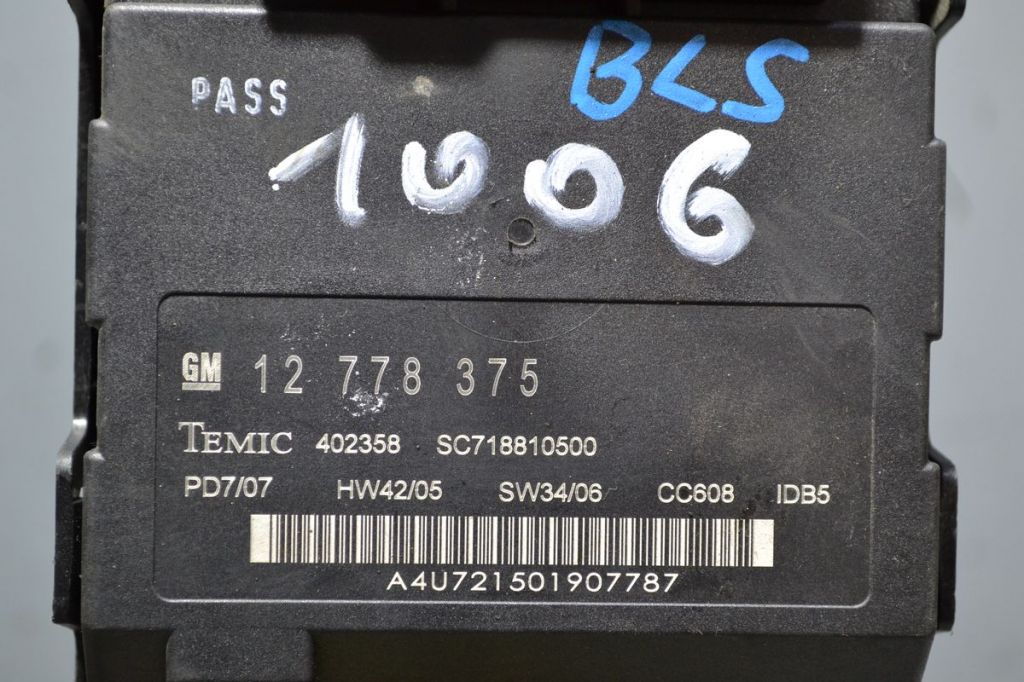 BLS
PASS
1006
GM 12 778 375
TEMIC 402358 SC718810500
PD7/07 HW42/05 SW34/06 CC608 IDB5
A4U721501907787